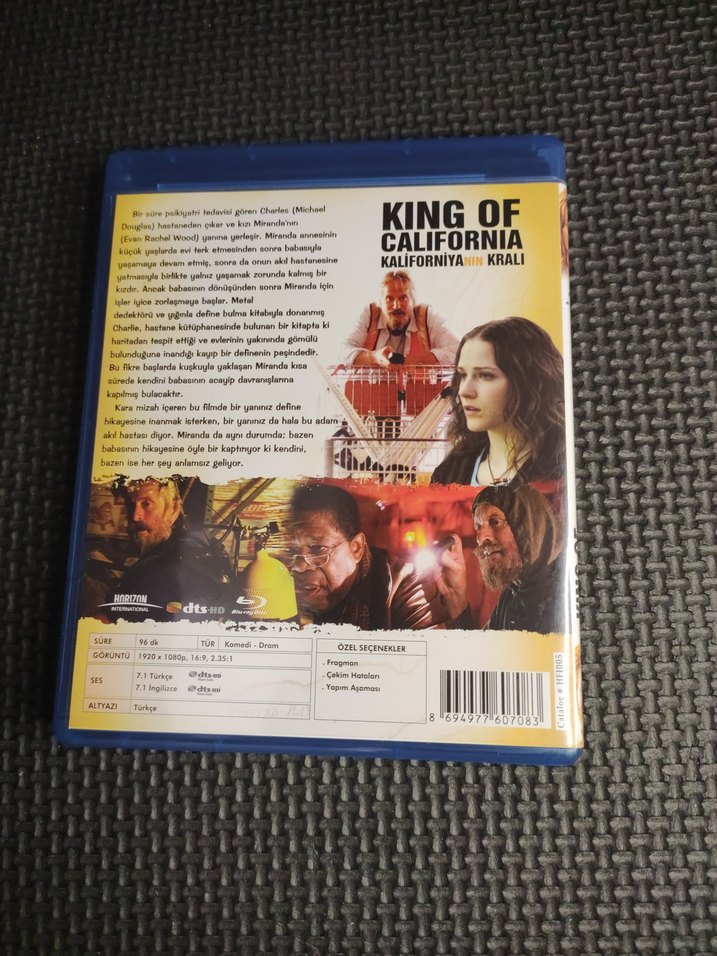 Bir süre psikiyatri tedavisi gören Charles (Michael
Douglas) hastaneden çıkar ve kızı Miranda'nın
(Evan Rachel Wood) yanına yerleşir. Miranda annesinin
küçük yaşlarda evi terk etmesinden sonra babasıyla
yaşamaya devam etmiş, sonra da onun akıl hastanesine
yatmasıyla birlikte yalnız yaşamak zorunda kalmış bir
kızdır. Ancak babasının dönüşünden sonra Miranda için
işler iyice zorlaşmaya başlar. Metal
dedektörü ve yığınla define bulma kitabıyla donanmış
Charlie, hastane kütüphanesinde bulunan bir kitapta ki
haritadan tespit ettiği ve evlerinin yakınında gömülü
bulunduğuna inandığı kayıp bir definenin peşindedir.
Bu fikre başlarda kuşkuyla yaklaşan Miranda kısa
sürede kendini babasının acayip davranışlarına
kapılmış bulacaktır.
Kara mizah içeren bu filmde bir yanınız define
hikayesine inanmak isterken, bir yanınız da hala bu adam
akıl hastası diyor. Miranda da aynı durumda; bazen
babasının hikayesine öyle bir kaptırıyor ki kendini,
bazen ise her şey anlamsız geliyor.
KING OF
CALIFORNIA
KALİFORNİYANIN KRALI
HORIZON
INTERNATIONAL
dts-HD
Blu-ray Disc
SÜRE 96 dk TÜR Komedi - Dram
GÖRÜNTÜ 1920 x 1080p, 16:9, 2.35:1
SES 7.1 Türkçe dts-HD
7.1 İngilizce dts-HD
ALTYAZI Türkçe
ÖZEL SEÇENEKLER
. Fragman
. Çekim Hataları
. Yapım Aşaması
8 694977 607083
Catalog # HFI005